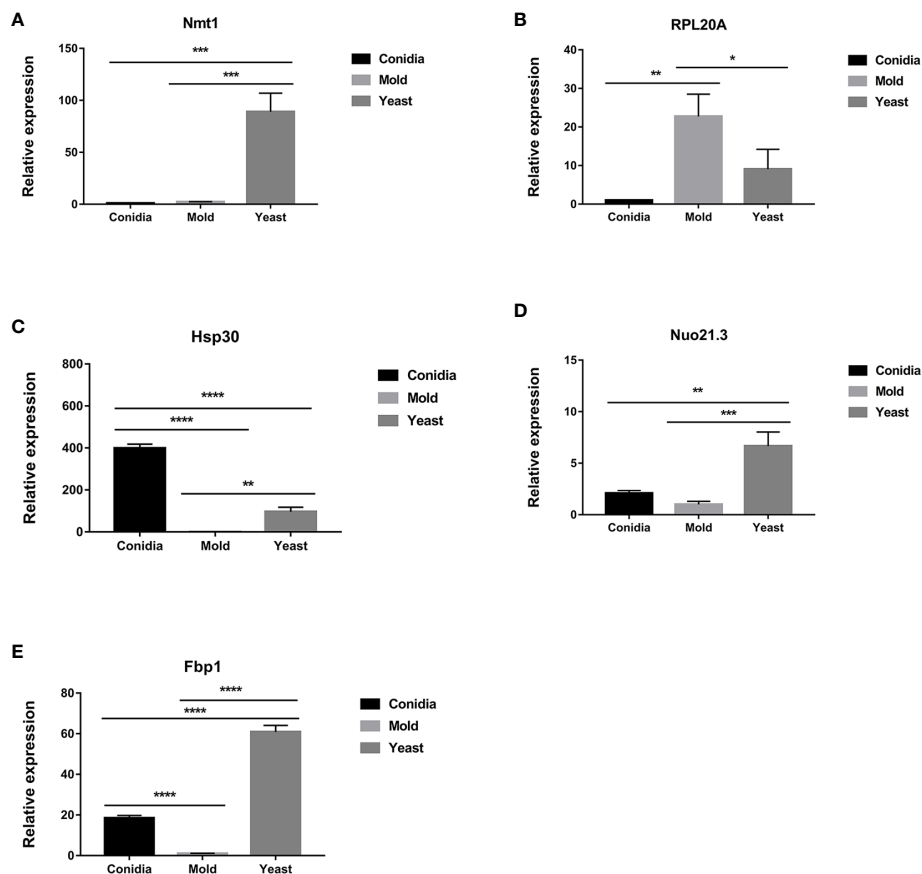 A
Nmt1
Relative expression
150
100
50
0
***
***
Conidia
Mold
Yeast
Conidia Mold Yeast
B
RPL20A
Relative expression
40
30
20
10
0
**
*
Conidia
Mold
Yeast
Conidia Mold Yeast
C
Hsp30
Relative expression
800
600
400
200
0
****
****
**
Conidia
Mold
Yeast
Conidia Mold Yeast
D
Nuo21.3
Relative expression
15
10
5
0
**
***
Conidia
Mold
Yeast
Conidia Mold Yeast
E
Fbp1
Relative expression
80
60
40
20
0
****
****
****
Conidia
Mold
Yeast
Conidia Mold Yeast